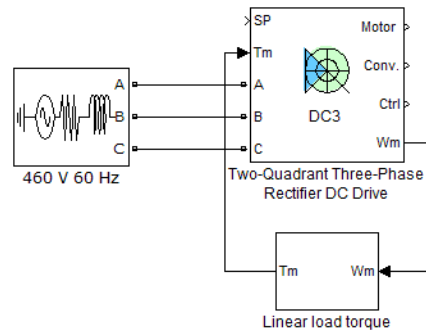 SP
Motor
Tm
Conv.
A
A
DC3
Ctrl
B
B
C
C
Wm
460 V 60 Hz
Two-Quadrant Three-Phase
Rectifier DC Drive
Tm
Wm
Linear load torque